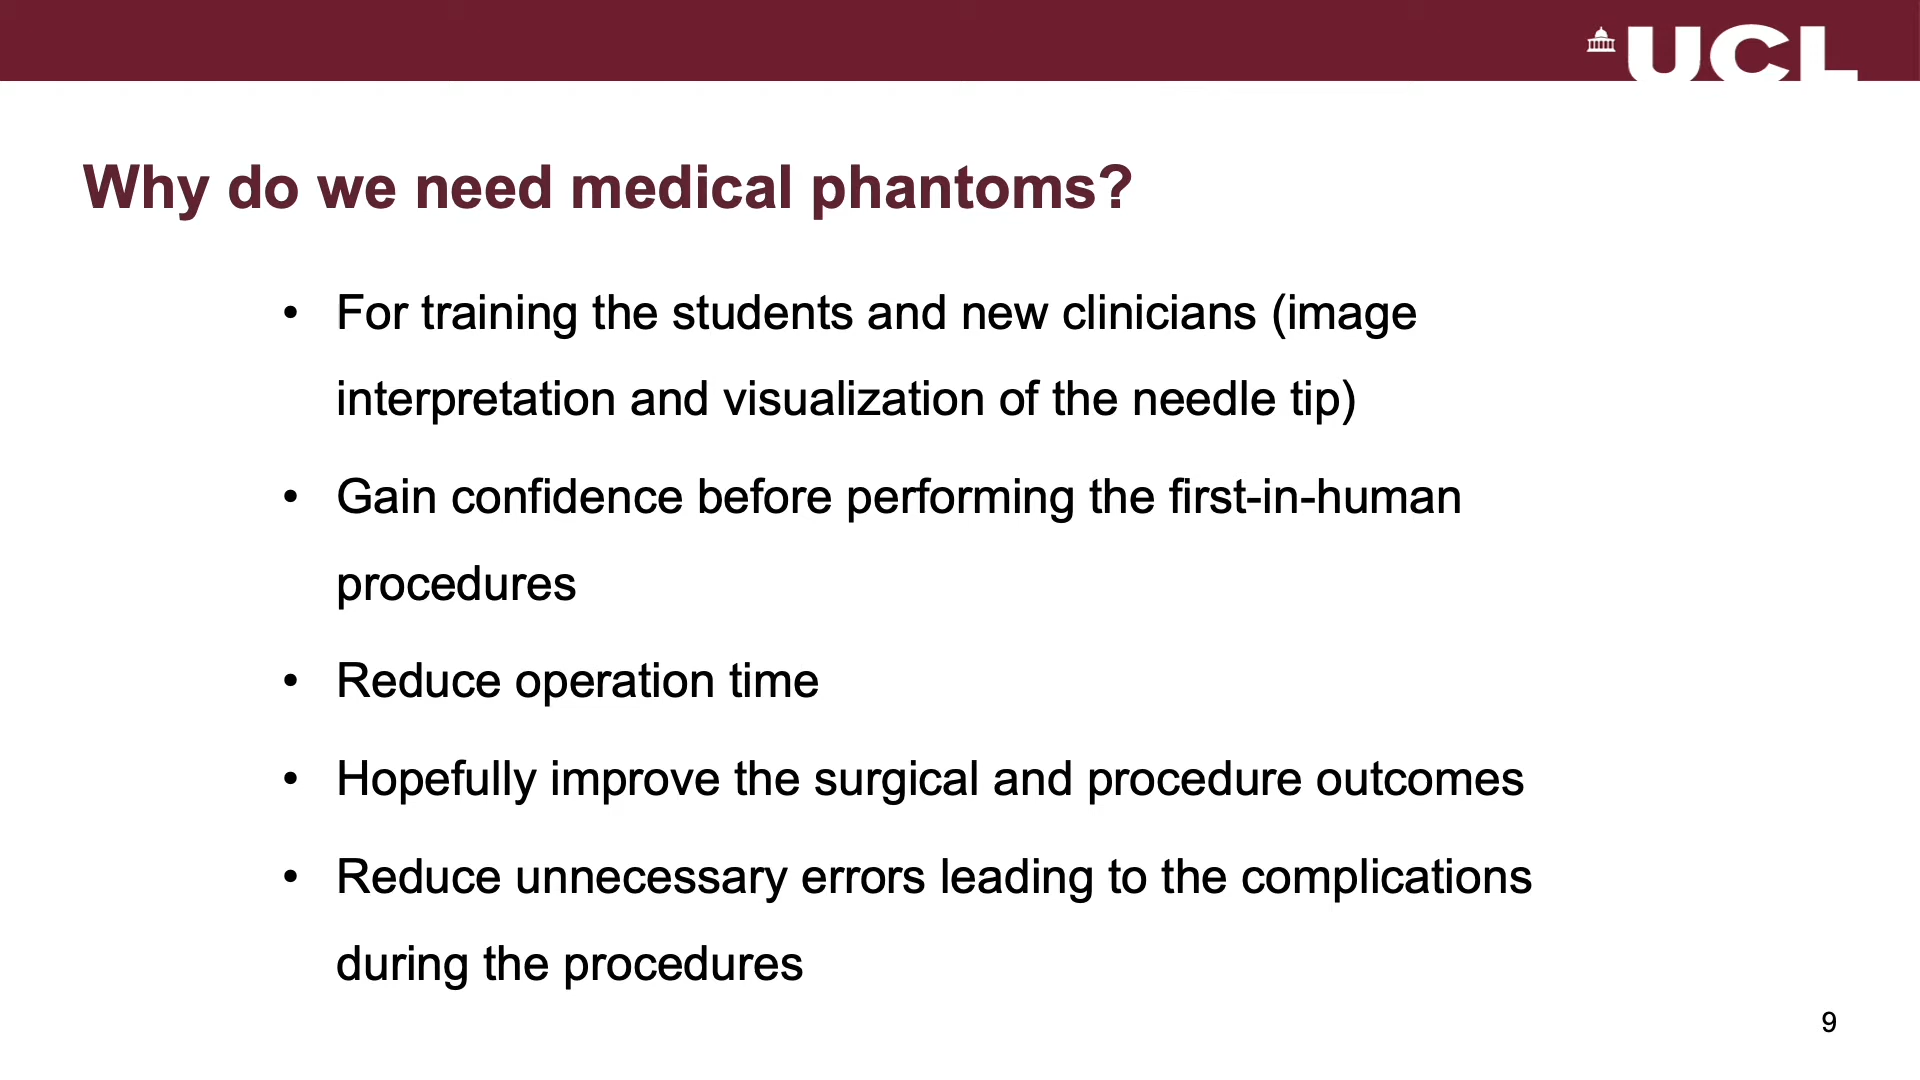 UCL
Why do we need medical phantoms?
• For training the students and new clinicians (image
interpretation and visualization of the needle tip)
• Gain confidence before performing the first-in-human
procedures
• Reduce operation time
• Hopefully improve the surgical and procedure outcomes
• Reduce unnecessary errors leading to the complications
during the procedures
9